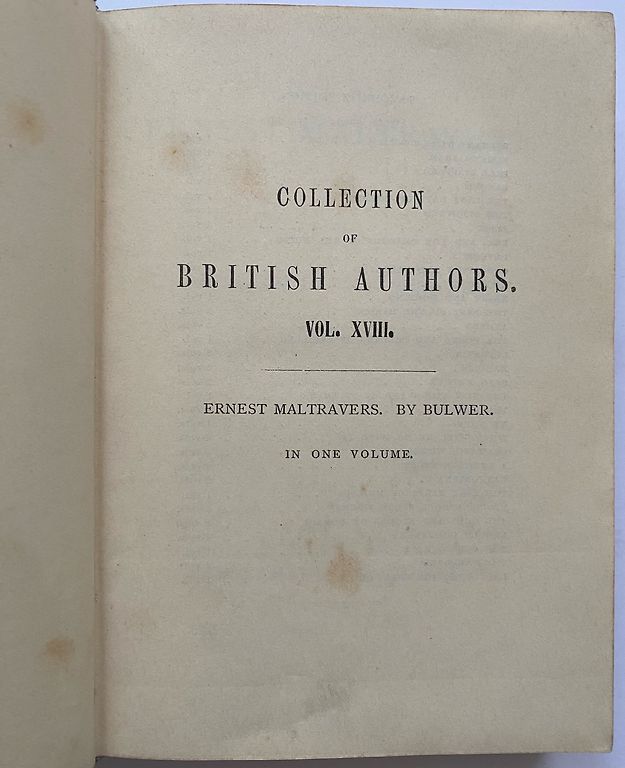 COLLECTION
OF
BRITISH AUTHORS.
VOL. XVIII.
ERNEST MALTRAVERS. BY BULWER.
IN ONE VOLUME.